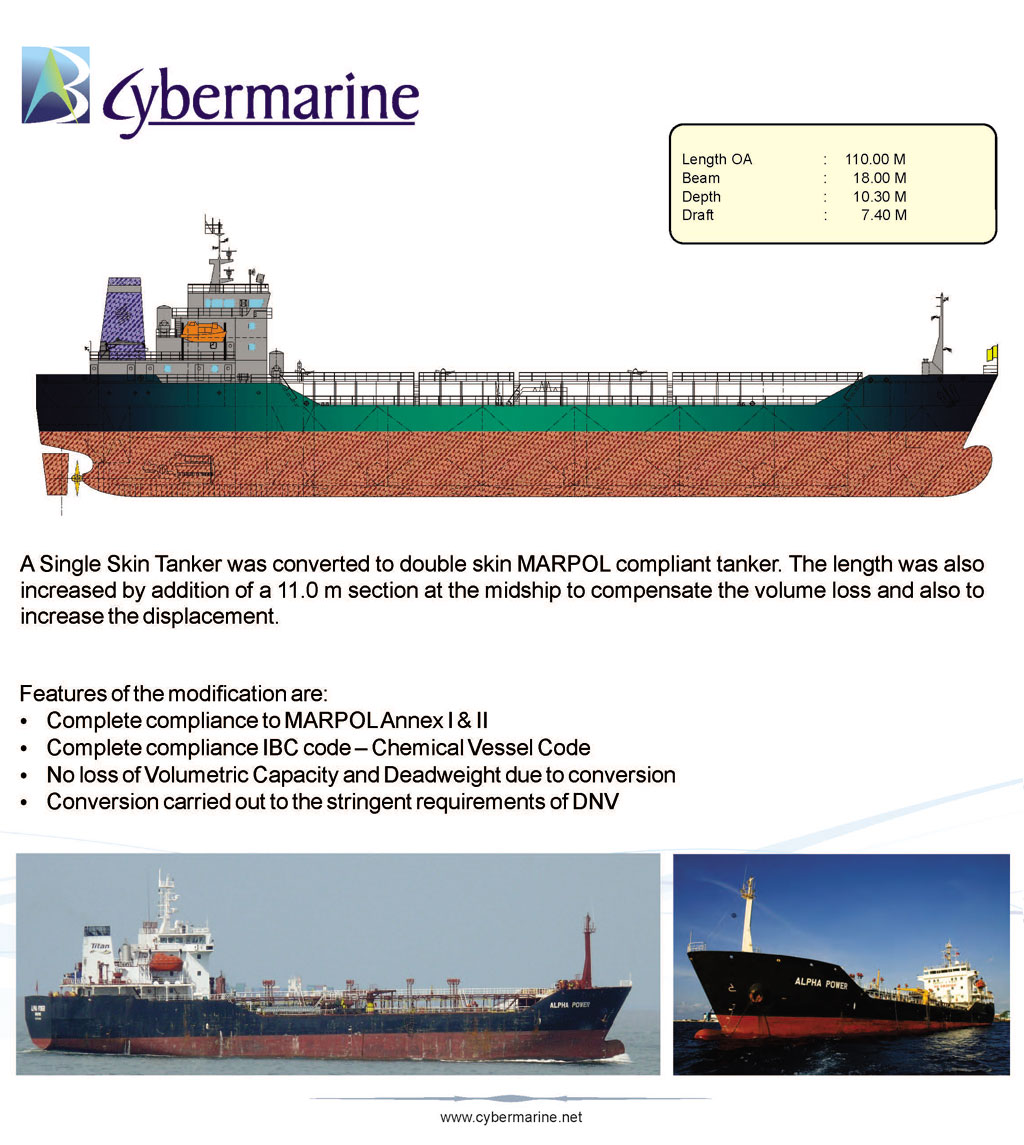 Cybermarine
Length OA : 110.00 M
Beam : 18.00 M
Depth : 10.30 M
Draft : 7.40 M
A Single Skin Tanker was converted to double skin MARPOL compliant tanker. The length was also
increased by addition of a 11.0 m section at the midship to compensate the volume loss and also to
increase the displacement.
Features of the modification are:
• Complete compliance to MARPOL Annex I & II
• Complete compliance IBC code – Chemical Vessel Code
• No loss of Volumetric Capacity and Deadweight due to conversion
• Conversion carried out to the stringent requirements of DNV
Titan
ALPHA POWER
ALPHA POWER
www.cybermarine.net